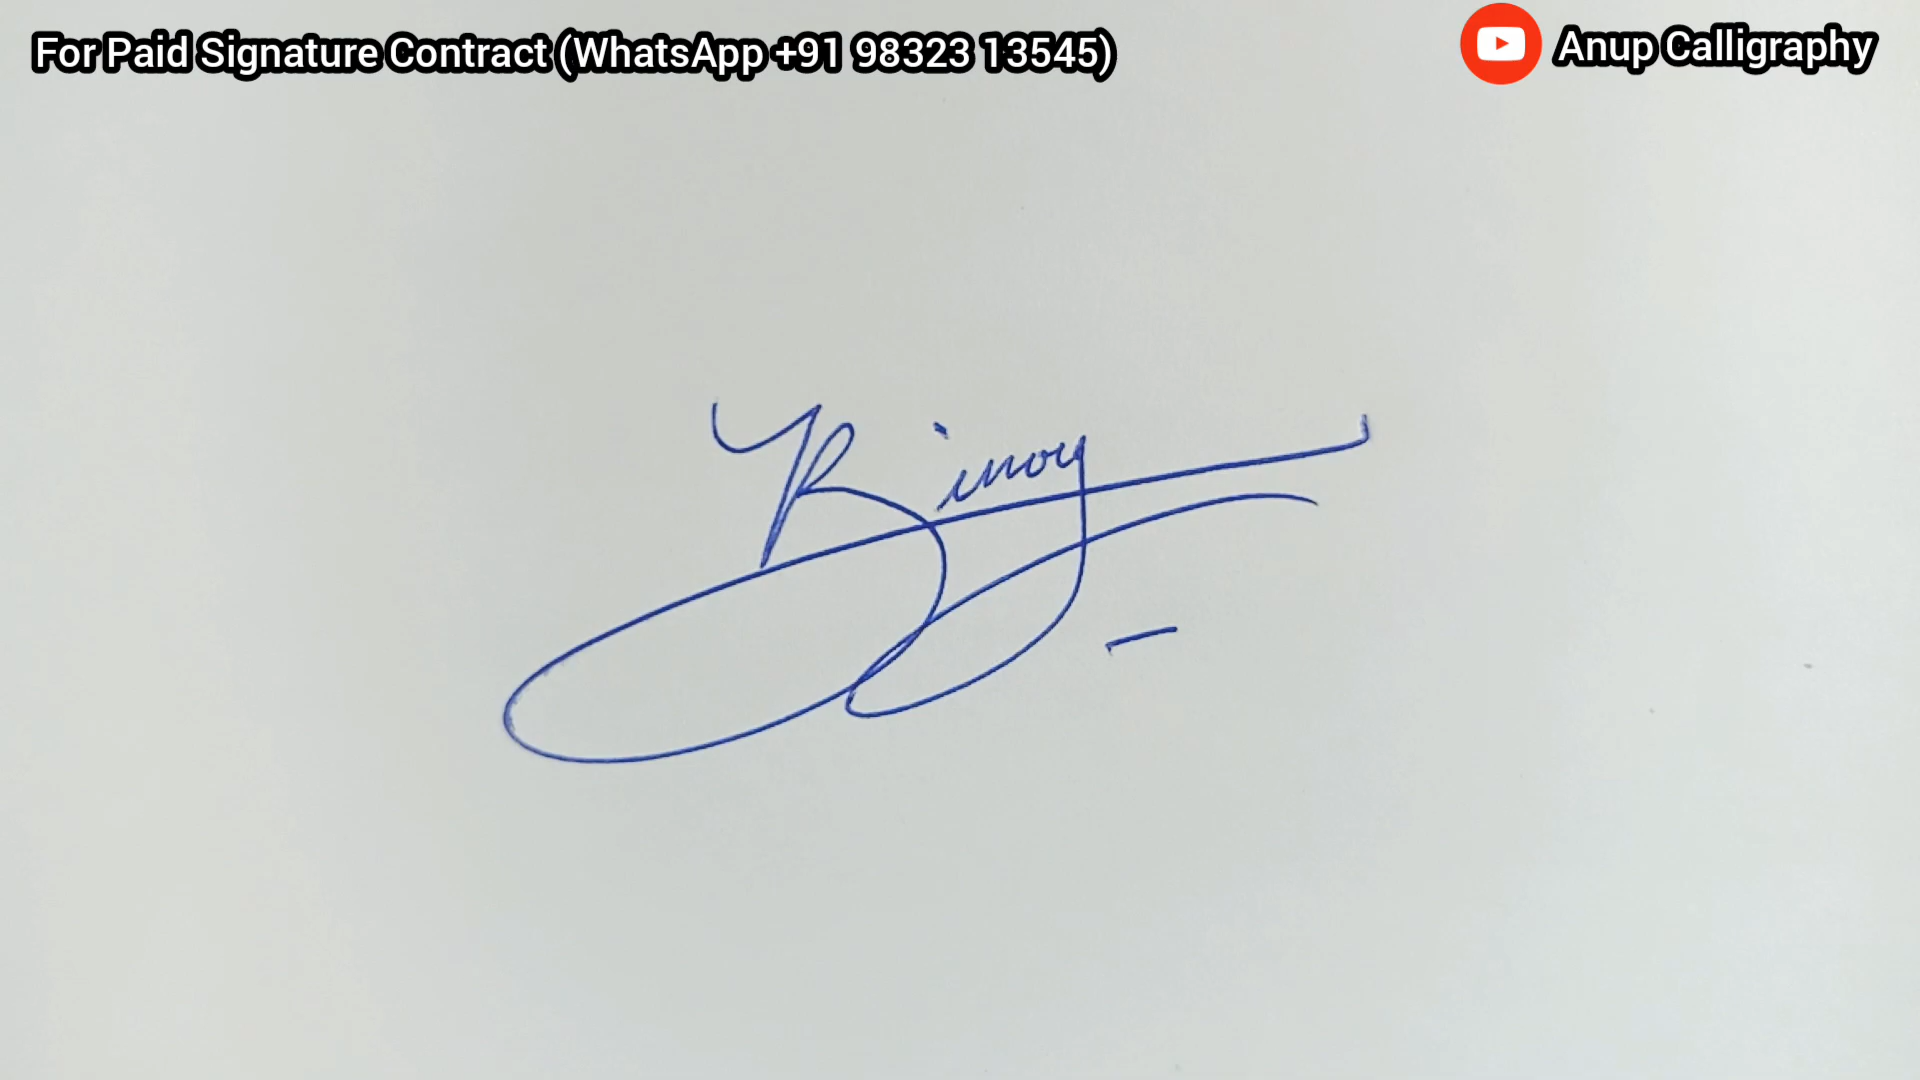 For Paid Signature Contract (WhatsApp +91 98323 13545)
Anup Calligraphy
Binoy